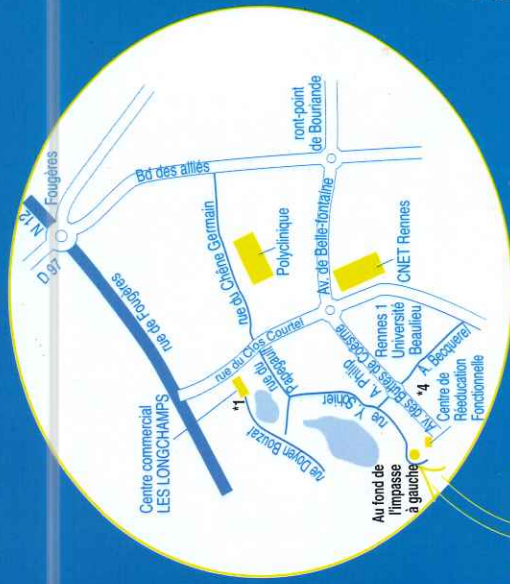 N 12
Fougères
D 97
rue de Fougères
Bd des alliés
ront-point
de Bouriande
Centre commercial
LES LONGCHAMPS
rue du Chêne Germain
Polyclinique
Av. de Belle-fontaine
CNET Rennes
rue du Clos Courtel
*1
rue du
Papegault
rue Doyen Bouzat
rue Y. Sohier
A. Philip
Av. des Buttes de Coësme
Rennes 1
Université
Beaulieu
A. Becquerel
*4
Centre de
Rééducation
Fonctionnelle
Au fond de
l'impasse
à gauche